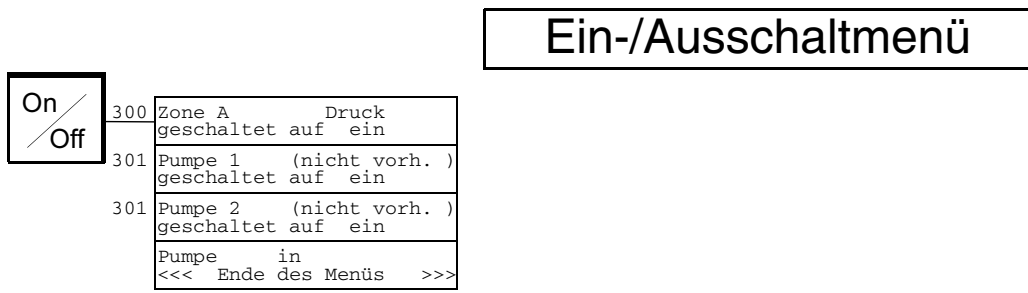 Ein-/Ausschaltmenü
On
Off
300 Zone A Druck
geschaltet auf ein
301 Pumpe 1 (nicht vorh. )
geschaltet auf ein
301 Pumpe 2 (nicht vorh. )
geschaltet auf ein
Pumpe in
<<< Ende des Menüs >>>